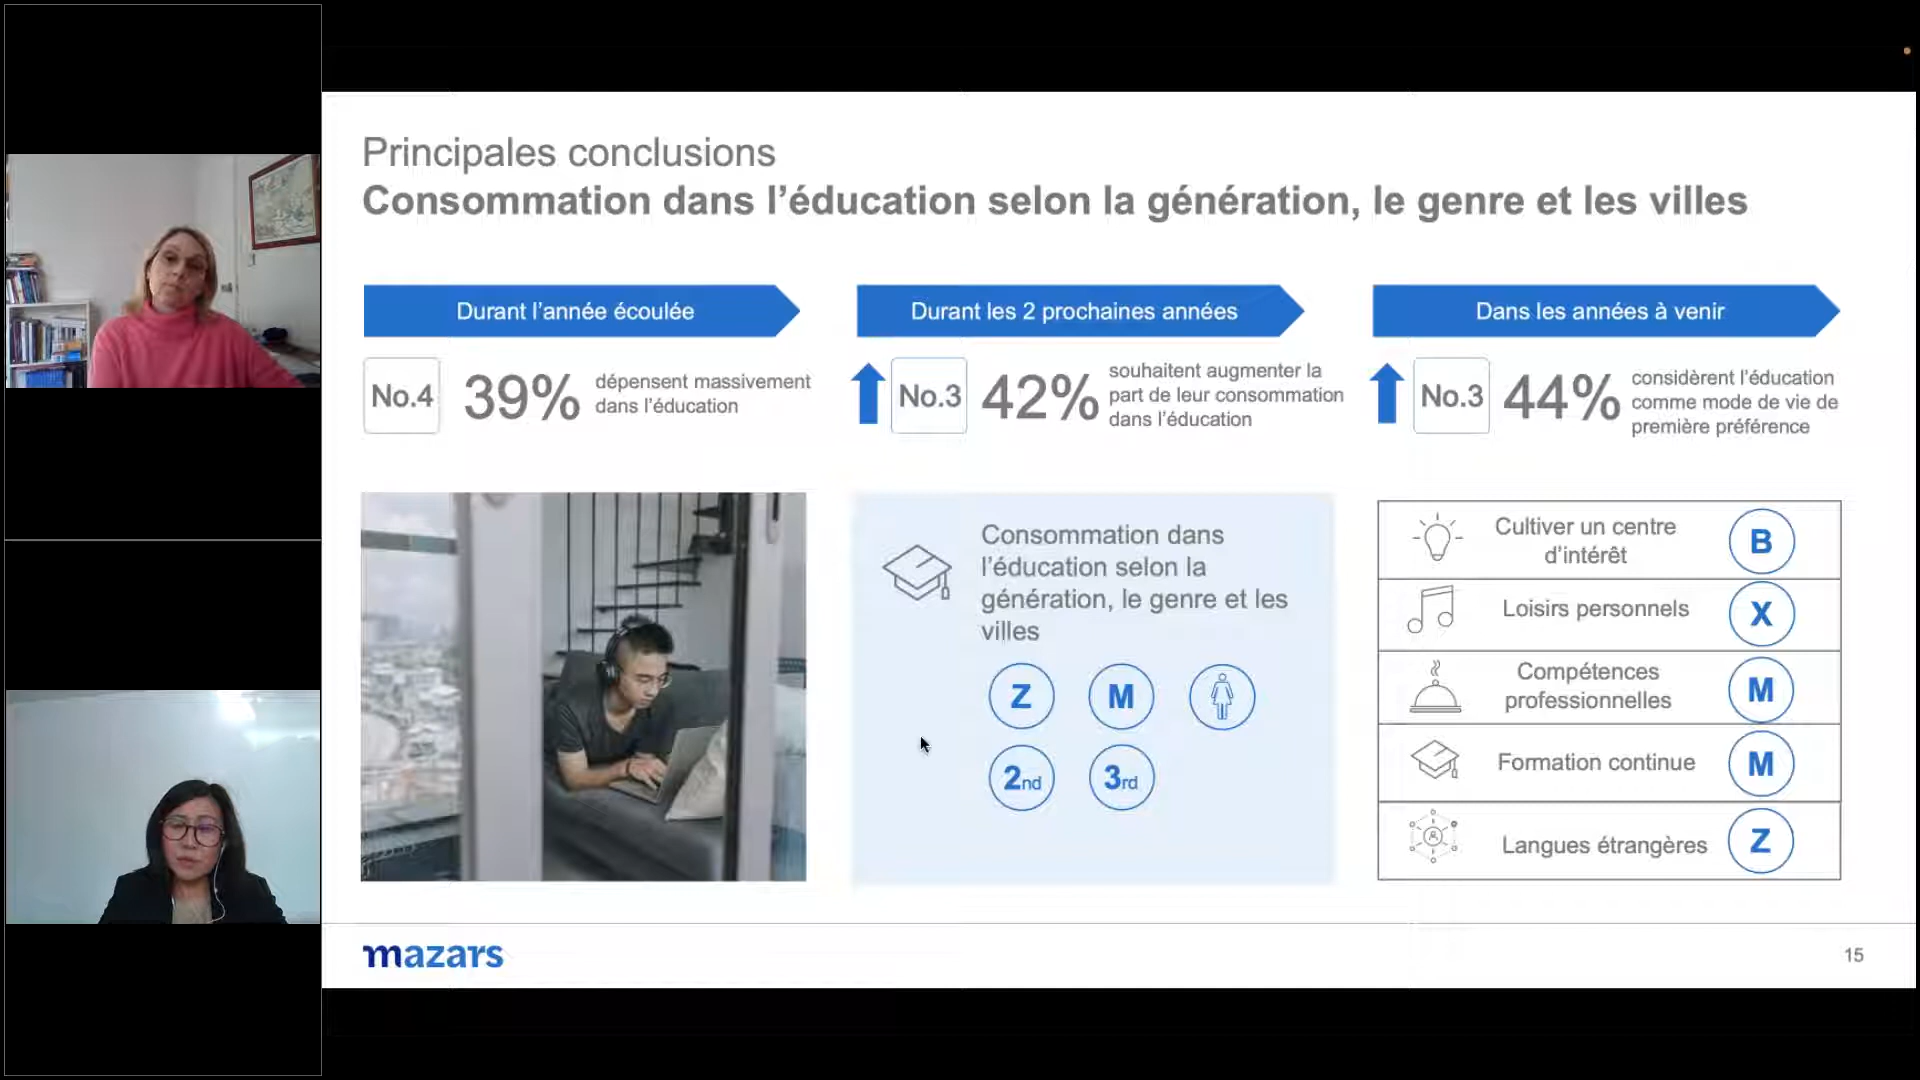 Principales conclusions
Consommation dans l’éducation selon la génération, le genre et les villes
Durant l’année écoulée
No.4
39%
dépensent massivement
dans l’éducation
Durant les 2 prochaines années
No.3
42%
souhaitent augmenter la
part de leur consommation
dans l’éducation
Dans les années à venir
No.3
44%
considèrent l’éducation
comme mode de vie de
première préférence
Consommation dans
l’éducation selon la
génération, le genre et les
villes
Z
M
2nd
3rd
Cultiver un centre
d’intérêt
B
Loisirs personnels
X
Compétences
professionnelles
M
Formation continue
M
Langues étrangères
Z
mazars
15